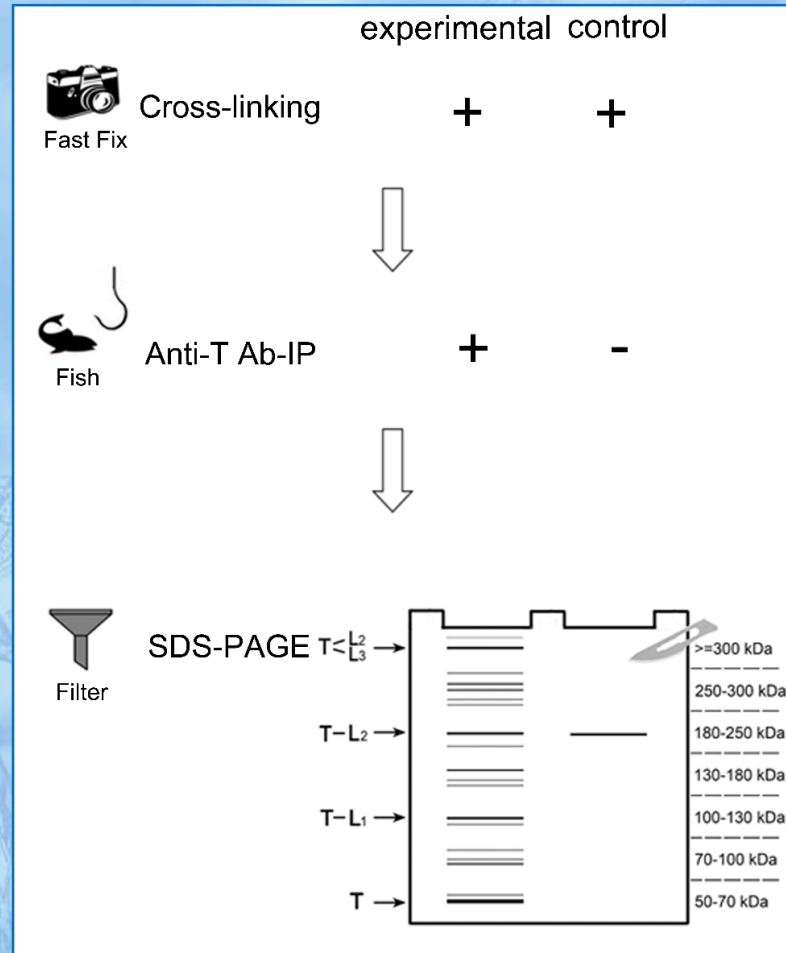 experimental control
Cross-linking + +
Fast Fix
Anti-T Ab-IP + -
Fish
SDS-PAGE T< L2 L3 >=300 kDa
Filter
250-300 kDa
T-L2 180-250 kDa
130-180 kDa
T-L1 100-130 kDa
70-100 kDa
T 50-70 kDa